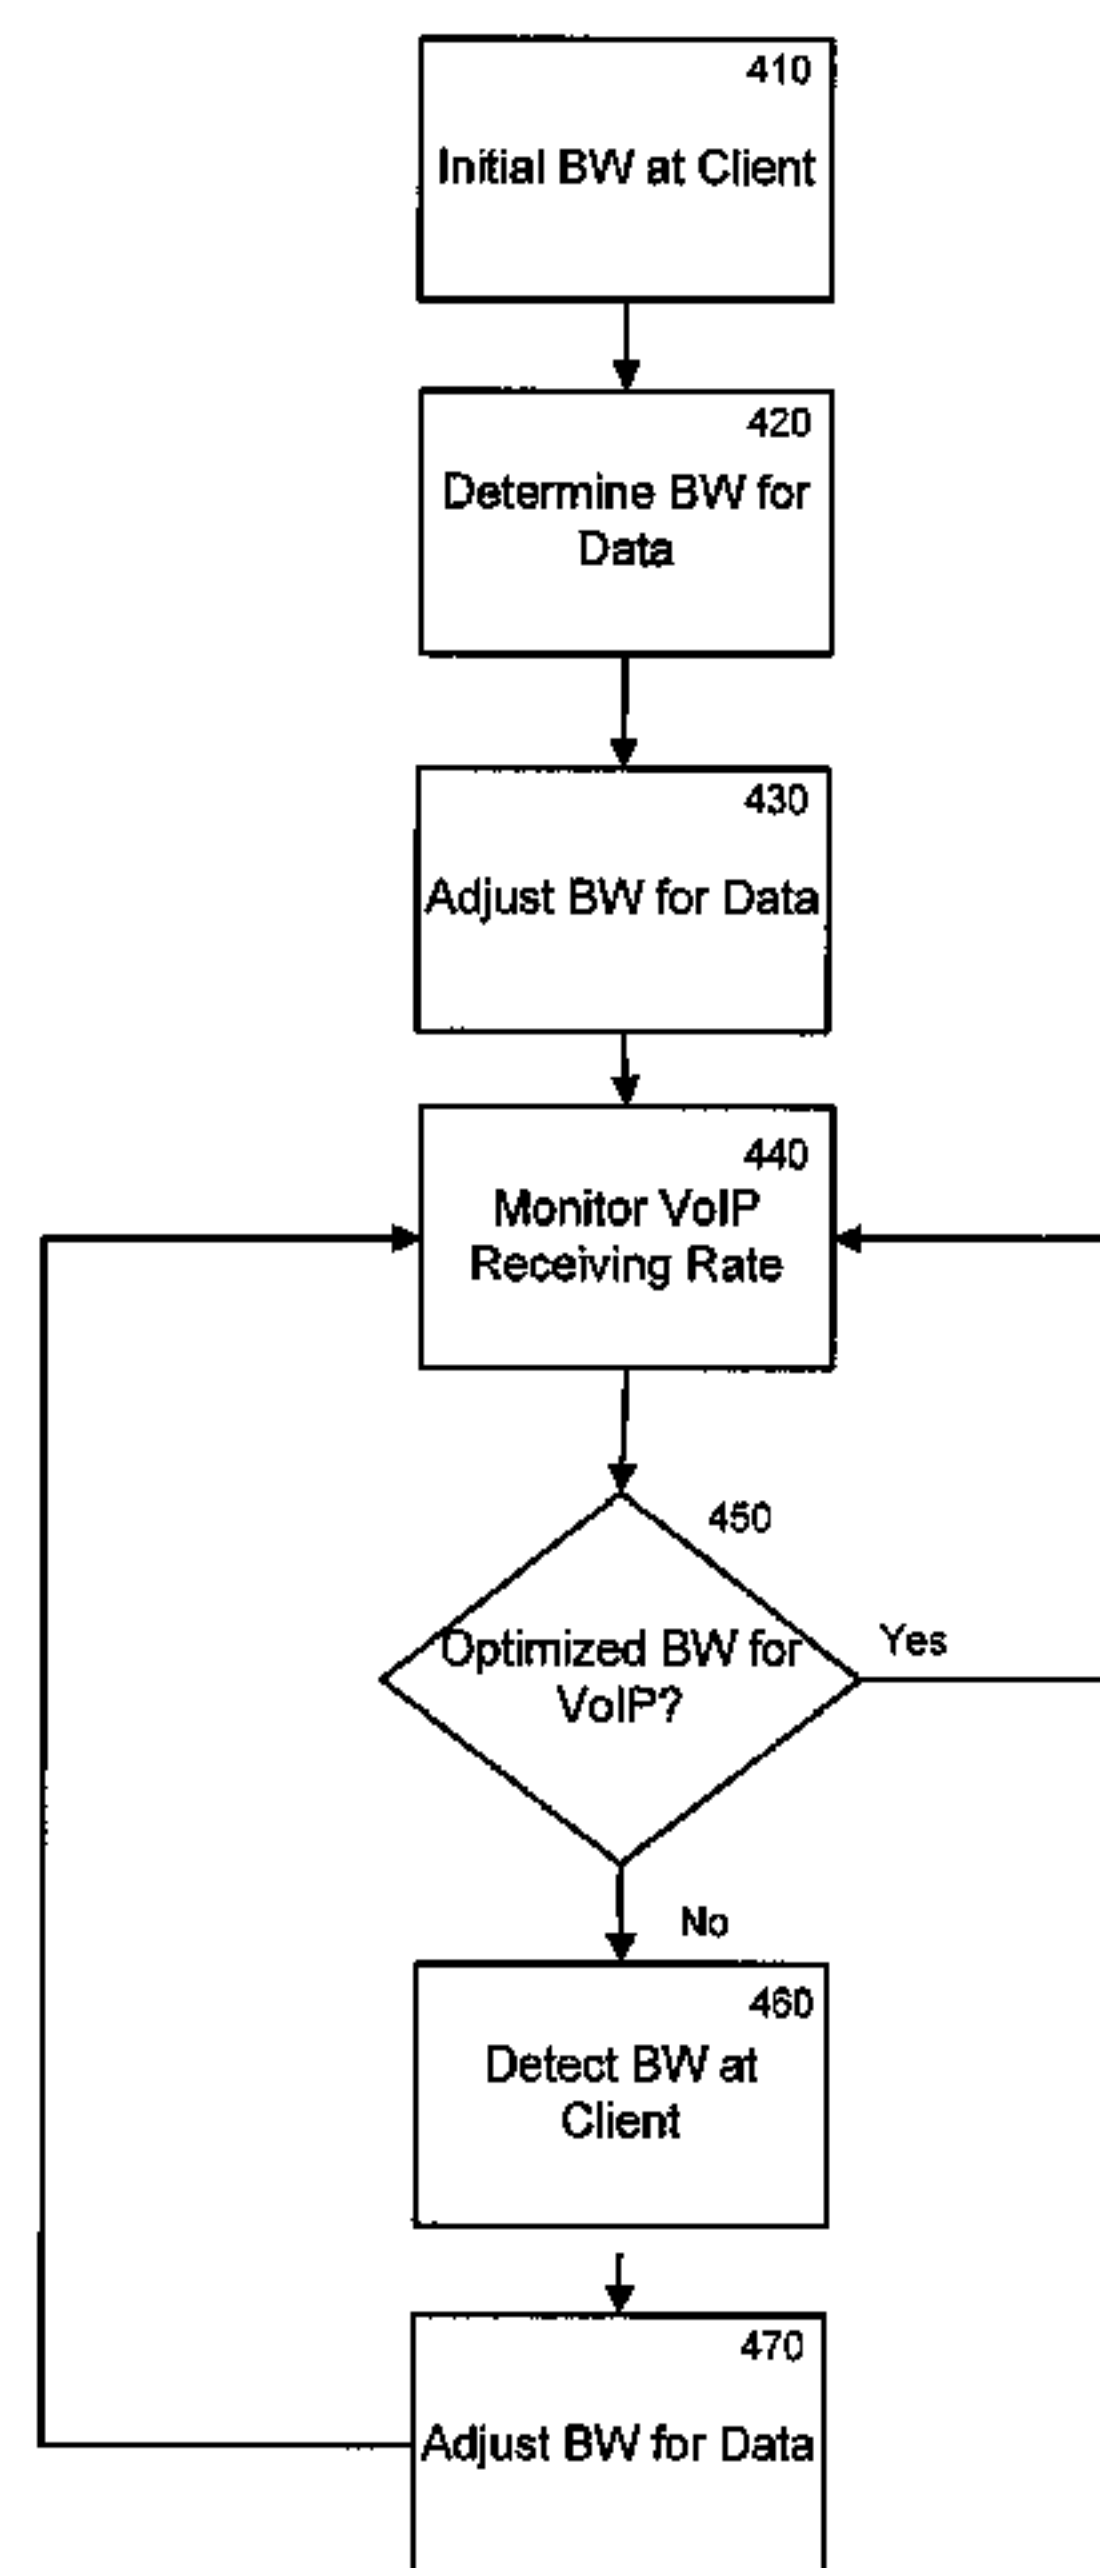 410
Initial BW at Client
420
Determine BW for
Data
430
Adjust BW for Data
440
Monitor VoIP
Receiving Rate
450
Optimized BW for
VoIP?
Yes
No
460
Detect BW at
Client
470
Adjust BW for Data